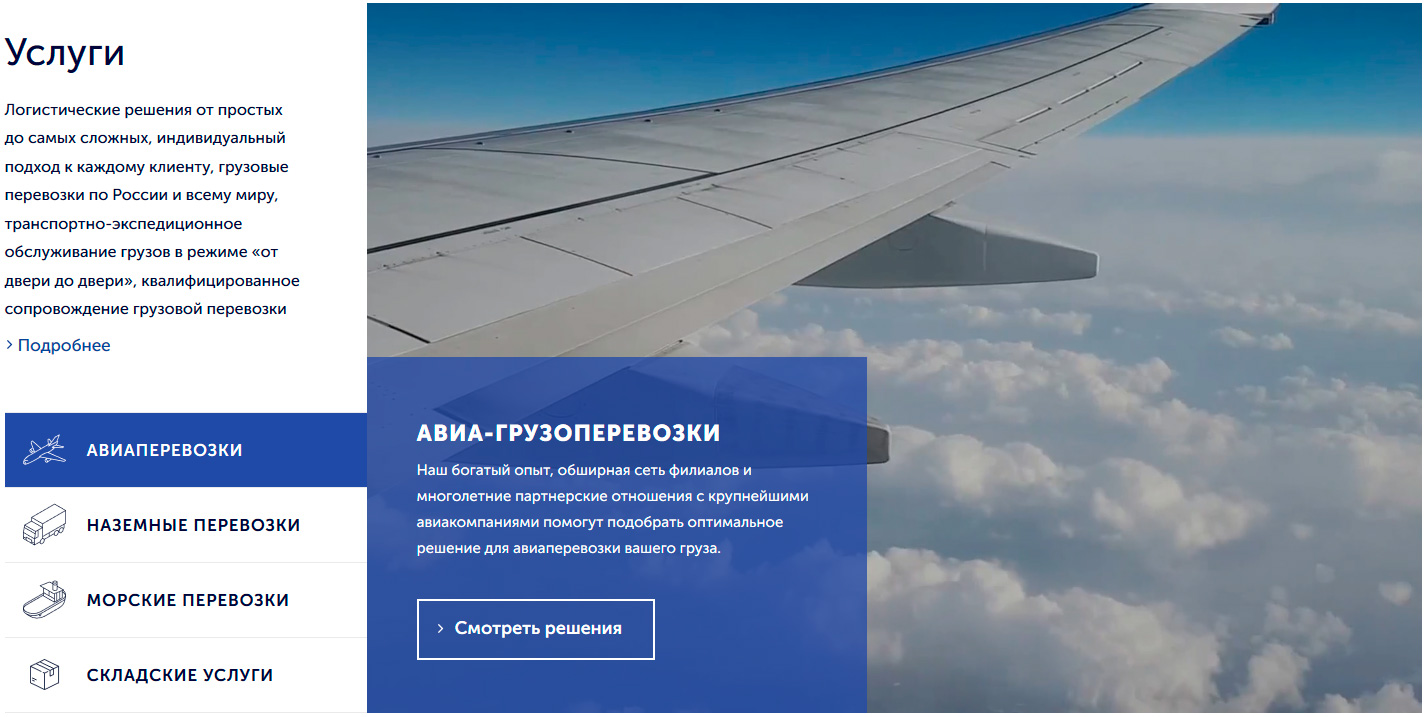 Услуги
Логистические решения от простых
до самых сложных, индивидуальный
подход к каждому клиенту, грузовые
перевозки по России и всему миру,
транспортно-экспедиционное
обслуживание грузов в режиме «от
двери до двери», квалифицированное
сопровождение грузовой перевозки
Подробнее
АВИАПЕРЕВОЗКИ
НАЗЕМНЫЕ ПЕРЕВОЗКИ
МОРСКИЕ ПЕРЕВОЗКИ
СКЛАДСКИЕ УСЛУГИ
АВИА-ГРУЗОПЕРЕВОЗКИ
Наш богатый опыт, обширная сеть филиалов и
многолетние партнерские отношения с крупнейшими
авиакомпаниями помогут подобрать оптимальное
решение для авиаперевозки вашего груза.
Смотреть решения